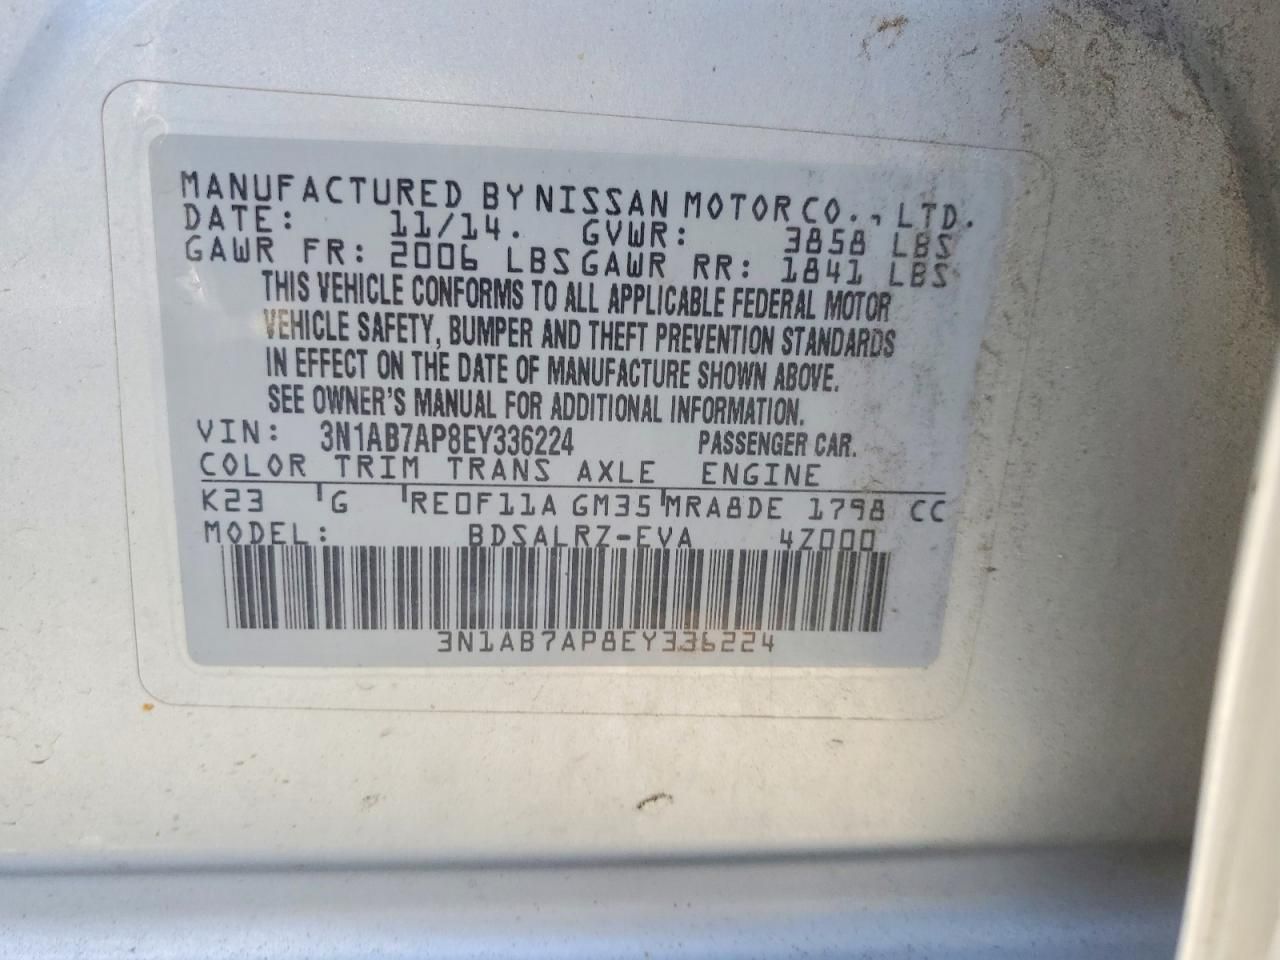 MANUFACTURED BY NISSAN MOTOR CO., LTD.
DATE: 11/14. GVWR: 3858 LBS
GAWR FR: 2006 LBS GAWR RR: 1841 LBS
THIS VEHICLE CONFORMS TO ALL APPLICABLE FEDERAL MOTOR
VEHICLE SAFETY, BUMPER AND THEFT PREVENTION STANDARDS
IN EFFECT ON THE DATE OF MANUFACTURE SHOWN ABOVE.
SEE OWNER'S MANUAL FOR ADDITIONAL INFORMATION.
VIN: 3N1AB7AP8EY336224 PASSENGER CAR.
COLOR TRIM TRANS AXLE ENGINE
K23 G RE0F11A GM35 MRA8DE 1798 CC
MODEL: BDSALRZ-EVA 4Z000
3N1AB7AP8EY336224